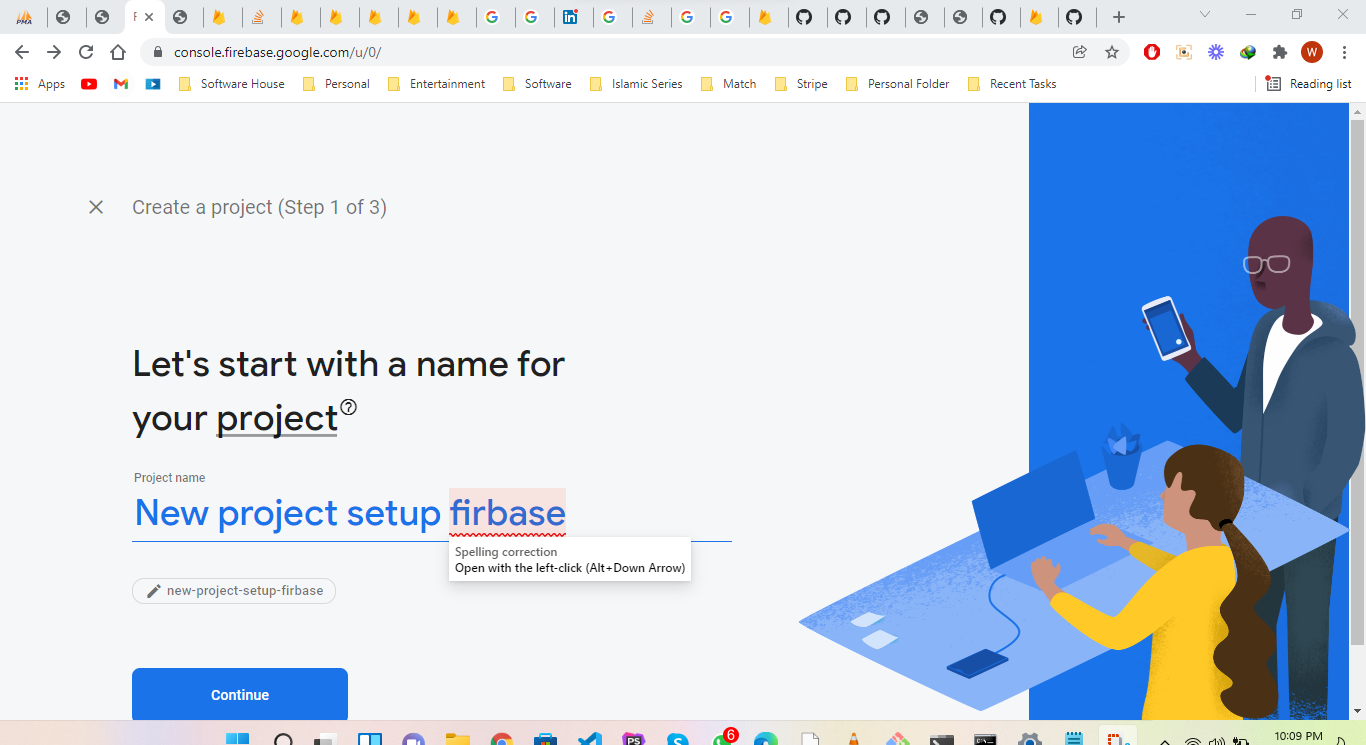 PMA
F
in
console.firebase.google.com/u/0/
W
Apps
Software House
Personal
Entertainment
Software
Islamic Series
Match
Stripe
Personal Folder
Recent Tasks
Reading list
Create a project (Step 1 of 3)
Let's start with a name for
your project
?
Project name
New project setup firbase
Spelling correction
Open with the left-click (Alt+Down Arrow)
new-project-setup-firbase
Continue
PS
S
6
10:09 PM